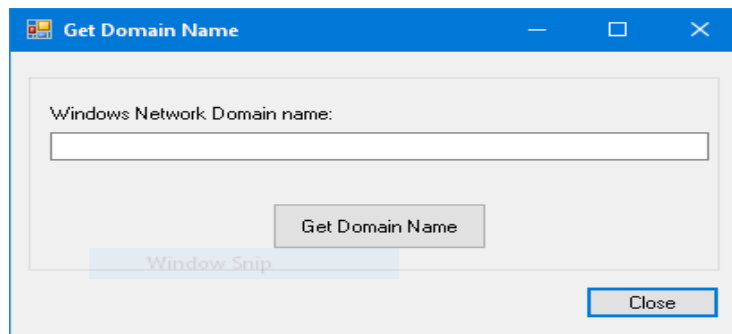 Get Domain Name
Windows Network Domain name:
Get Domain Name
Window Snip
Close